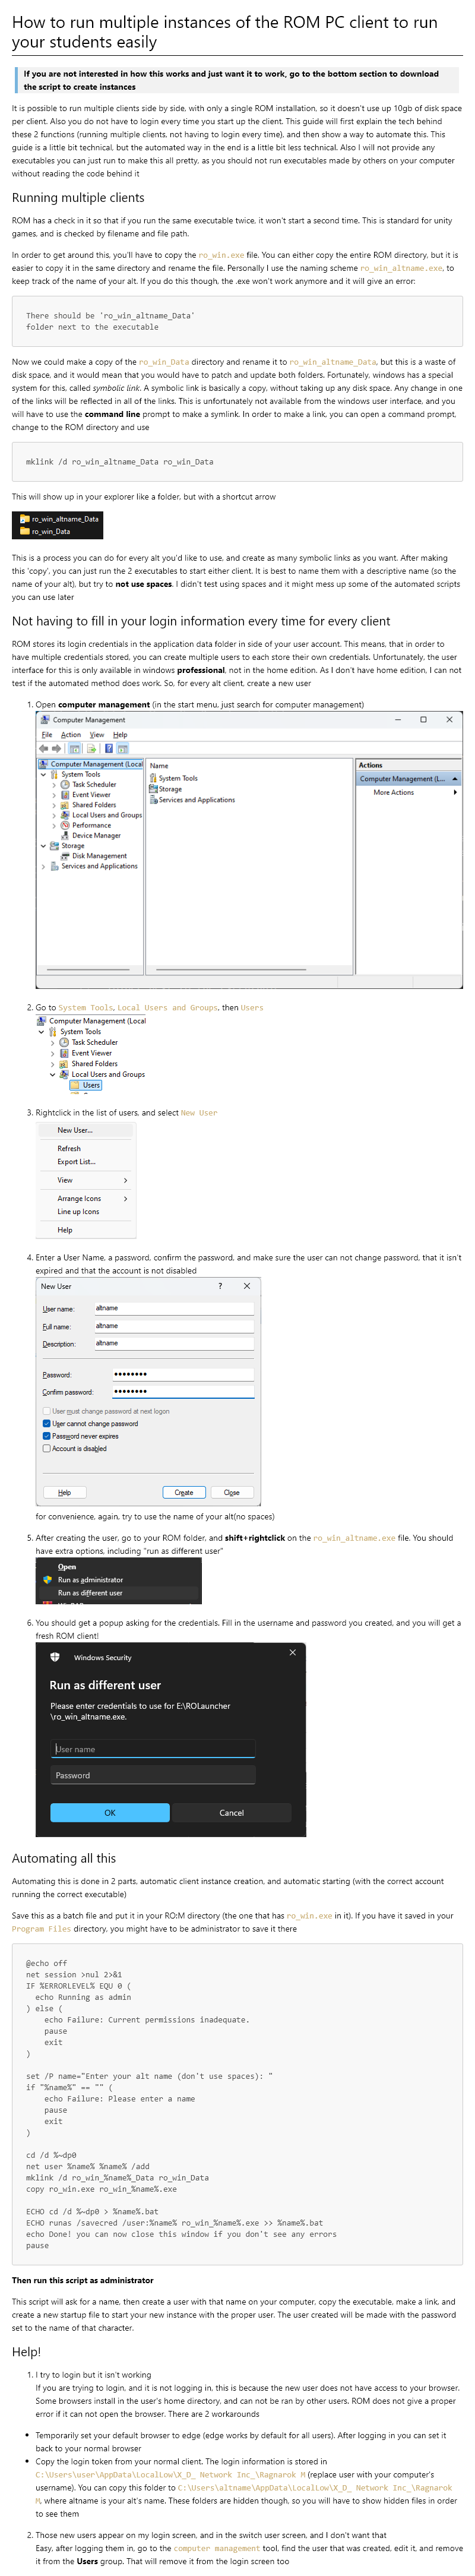 How to run multiple instances of the ROM PC client to run
your students easily
If you are not interested in how this works and just want it to work, go to the bottom section to download
the script to create instances
It is possible to run multiple clients side by side, with only a single ROM installation, so it doesn't use up 10gb of disk space
per client. Also you do not have to login every time you start up the client. This guide will first explain the tech behind
these 2 functions (running multiple clients, not having to login every time), and then show a way to automate this. This
guide is a little bit technical, but the automated way in the end is a little bit less technical. Also I will not provide any
executables you can just run to make this all pretty, as you should not run executables made by others on your computer
without reading the code behind it
Running multiple clients
ROM has a check in it so that if you run the same executable twice, it won't start a second time. This is standard for unity
games, and is checked by filename and file path.
In order to get around this, you'll have to copy the ro_win.exe file. You can either copy the entire ROM directory, but it is
easier to copy it in the same directory and rename the file. Personally I use the naming scheme ro_win_altname.exe, to
keep track of the name of your alt. If you do this though, the .exe won't work anymore and it will give an error:
There should be 'ro_win_altname_Data'
folder next to the executable
Now we could make a copy of the ro_win_Data directory and rename it to ro_win_altname_Data, but this is a waste of
disk space, and it would mean that you would have to patch and update both folders. Fortunately, windows has a special
system for this, called symbolic link. A symbolic link is basically a copy, without taking up any disk space. Any change in one
of the links will be reflected in all of the links. This is unfortunately not available from the windows user interface, and you
will have to use the command line prompt to make a symlink. In order to make a link, you can open a command prompt,
change to the ROM directory and use
mklink /d ro_win_altname_Data ro_win_Data
This will show up in your explorer like a folder, but with a shortcut arrow
ro_win_altname_Data
ro_win_Data
This is a process you can do for every alt you'd like to use, and create as many symbolic links as you want. After making
this 'copy', you can just run the 2 executables to start either client. It is best to name them with a descriptive name (so the
name of your alt), but try to not use spaces. I didn't test using spaces and it might mess up some of the automated scripts
you can use later
Not having to fill in your login information every time for every client
ROM stores its login credentials in the application data folder in side of your user account. This means, that in order to
have multiple credentials stored, you can create multiple users to each store their own credentials. Unfortunately, the user
interface for this is only available in windows professional, not in the home edition. As I don't have home edition, I can not
test if the automated method does work. So, for every alt client, create a new user
1. Open computer management (in the start menu, just search for computer management)
Computer Management
File Action View Help
Computer Management (Local
System Tools
Task Scheduler
Event Viewer
Shared Folders
Local Users and Groups
Performance
Device Manager
Storage
Disk Management
Services and Applications
Name
System Tools
Storage
Services and Applications
Actions
Computer Management (L...
More Actions
2. Go to System Tools, Local Users and Groups, then Users
Computer Management (Local
System Tools
Task Scheduler
Event Viewer
Shared Folders
Local Users and Groups
Users
3. Rightclick in the list of users, and select New User
New User...
Refresh
Export List...
View
Arrange Icons
Line up Icons
Help
4. Enter a User Name, a password, confirm the password, and make sure the user can not change password, that it isn't
expired and that the account is not disabled
New User
User name: altname
Full name: altname
Description: altname
Password: ••••••••
Confirm password: ••••••••
User must change password at next logon
User cannot change password
Password never expires
Account is disabled
Help Create Close
for convenience, again, try to use the name of your alt(no spaces)
5. After creating the user, go to your ROM folder, and shift+rightclick on the ro_win_altname.exe file. You should
have extra options, including "run as different user"
Open
Run as administrator
Run as different user
6. You should get a popup asking for the credentials. Fill in the username and password you created, and you will get a
fresh ROM client!
Windows Security
Run as different user
Please enter credentials to use for E:\ROLauncher
\ro_win_altname.exe.
User name
Password
OK Cancel
Automating all this
Automating this is done in 2 parts, automatic client instance creation, and automatic starting (with the correct account
running the correct executable)
Save this as a batch file and put it in your RO:M directory (the one that has ro_win.exe in it). If you have it saved in your
Program Files directory, you might have to be administrator to save it there
@echo off
net session >nul 2>&1
IF %ERRORLEVEL% EQU 0 (
echo Running as admin
) else (
echo Failure: Current permissions inadequate.
pause
exit
)
set /P name="Enter your alt name (don't use spaces): "
if "%name%" == "" (
echo Failure: Please enter a name
pause
exit
)
cd /d %~dp0
net user %name% %name% /add
mklink /d ro_win_%name%_Data ro_win_Data
copy ro_win.exe ro_win_%name%.exe
ECHO cd /d %~dp0 > %name%.bat
ECHO runas /savecred /user:%name% ro_win_%name%.exe >> %name%.bat
echo Done! you can now close this window if you don't see any errors
pause
Then run this script as administrator
This script will ask for a name, then create a user with that name on your computer, copy the executable, make a link, and
create a new startup file to start your new instance with the proper user. The user created will be made with the password
set to the name of that character.
Help!
1. I try to login but it isn't working
If you are trying to login, and it is not logging in, this is because the new user does not have access to your browser.
Some browsers install in the user's home directory, and can not be ran by other users. ROM does not give a proper
error if it can not open the browser. There are 2 workarounds
• Temporarily set your default browser to edge (edge works by default for all users). After logging in you can set it
back to your normal browser
• Copy the login token from your normal client. The login information is stored in
C:\Users\user\AppData\LocalLow\X_D_ Network Inc_\Ragnarok M (replace user with your computer's
username). You can copy this folder to C:\Users\altname\AppData\LocalLow\X_D_ Network Inc_\Ragnarok
M, where altname is your alt's name. These folders are hidden though, so you will have to show hidden files in order
to see them
2. Those new users appear on my login screen, and in the switch user screen, and I don't want that
Easy, after logging them in, go to the computer management tool, find the user that was created, edit it, and remove
it from the Users group. That will remove it from the login screen too